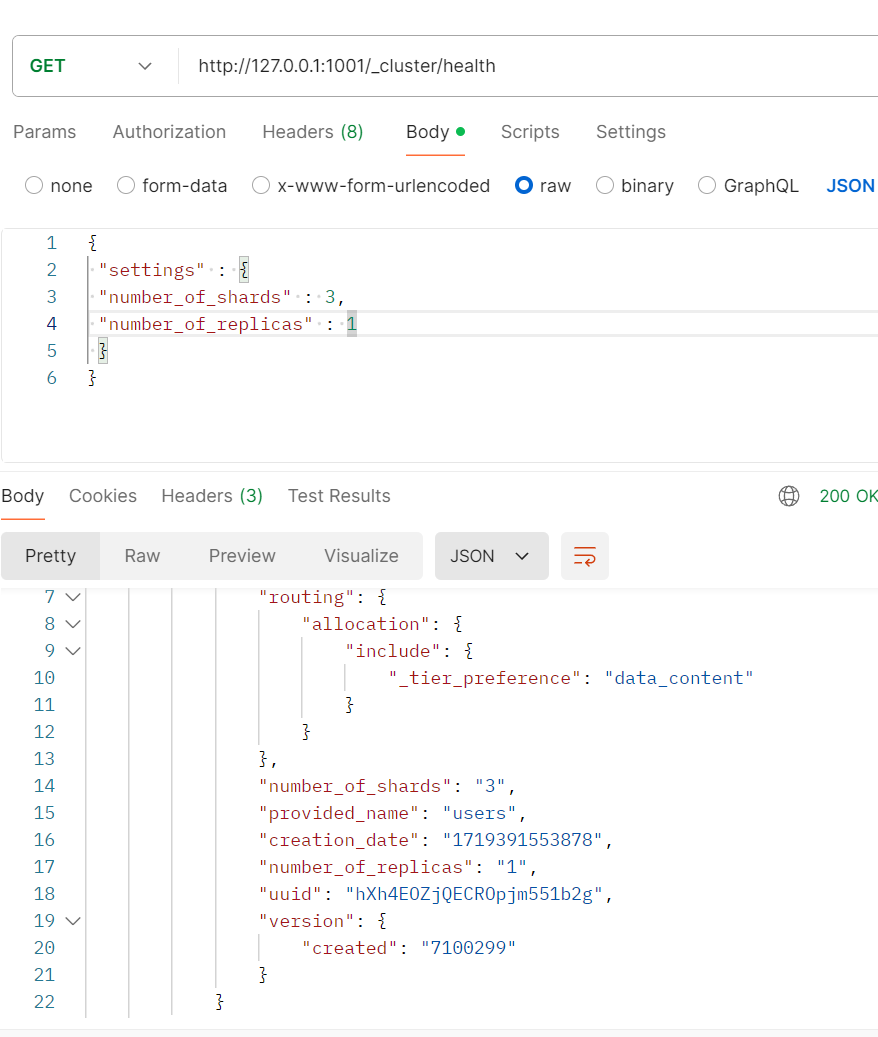 GET http://127.0.0.1:1001/_cluster/health
Params Authorization Headers (8) Body Scripts Settings
none form-data x-www-form-urlencoded raw binary GraphQL JSON
1 {
2 "settings" : {
3 "number_of_shards" : 3,
4 "number_of_replicas" : 1
5 }
6 }
Body Cookies Headers (3) Test Results 200 OK
Pretty Raw Preview Visualize JSON
7 "routing": {
8 "allocation": {
9 "include": {
10 "_tier_preference": "data_content"
11 }
12 }
13 },
14 "number_of_shards": "3",
15 "provided_name": "users",
16 "creation_date": "1719391553878",
17 "number_of_replicas": "1",
18 "uuid": "hXh4EOZjQECROpjm551b2g",
19 "version": {
20 "created": "7100299"
21 }
22 }